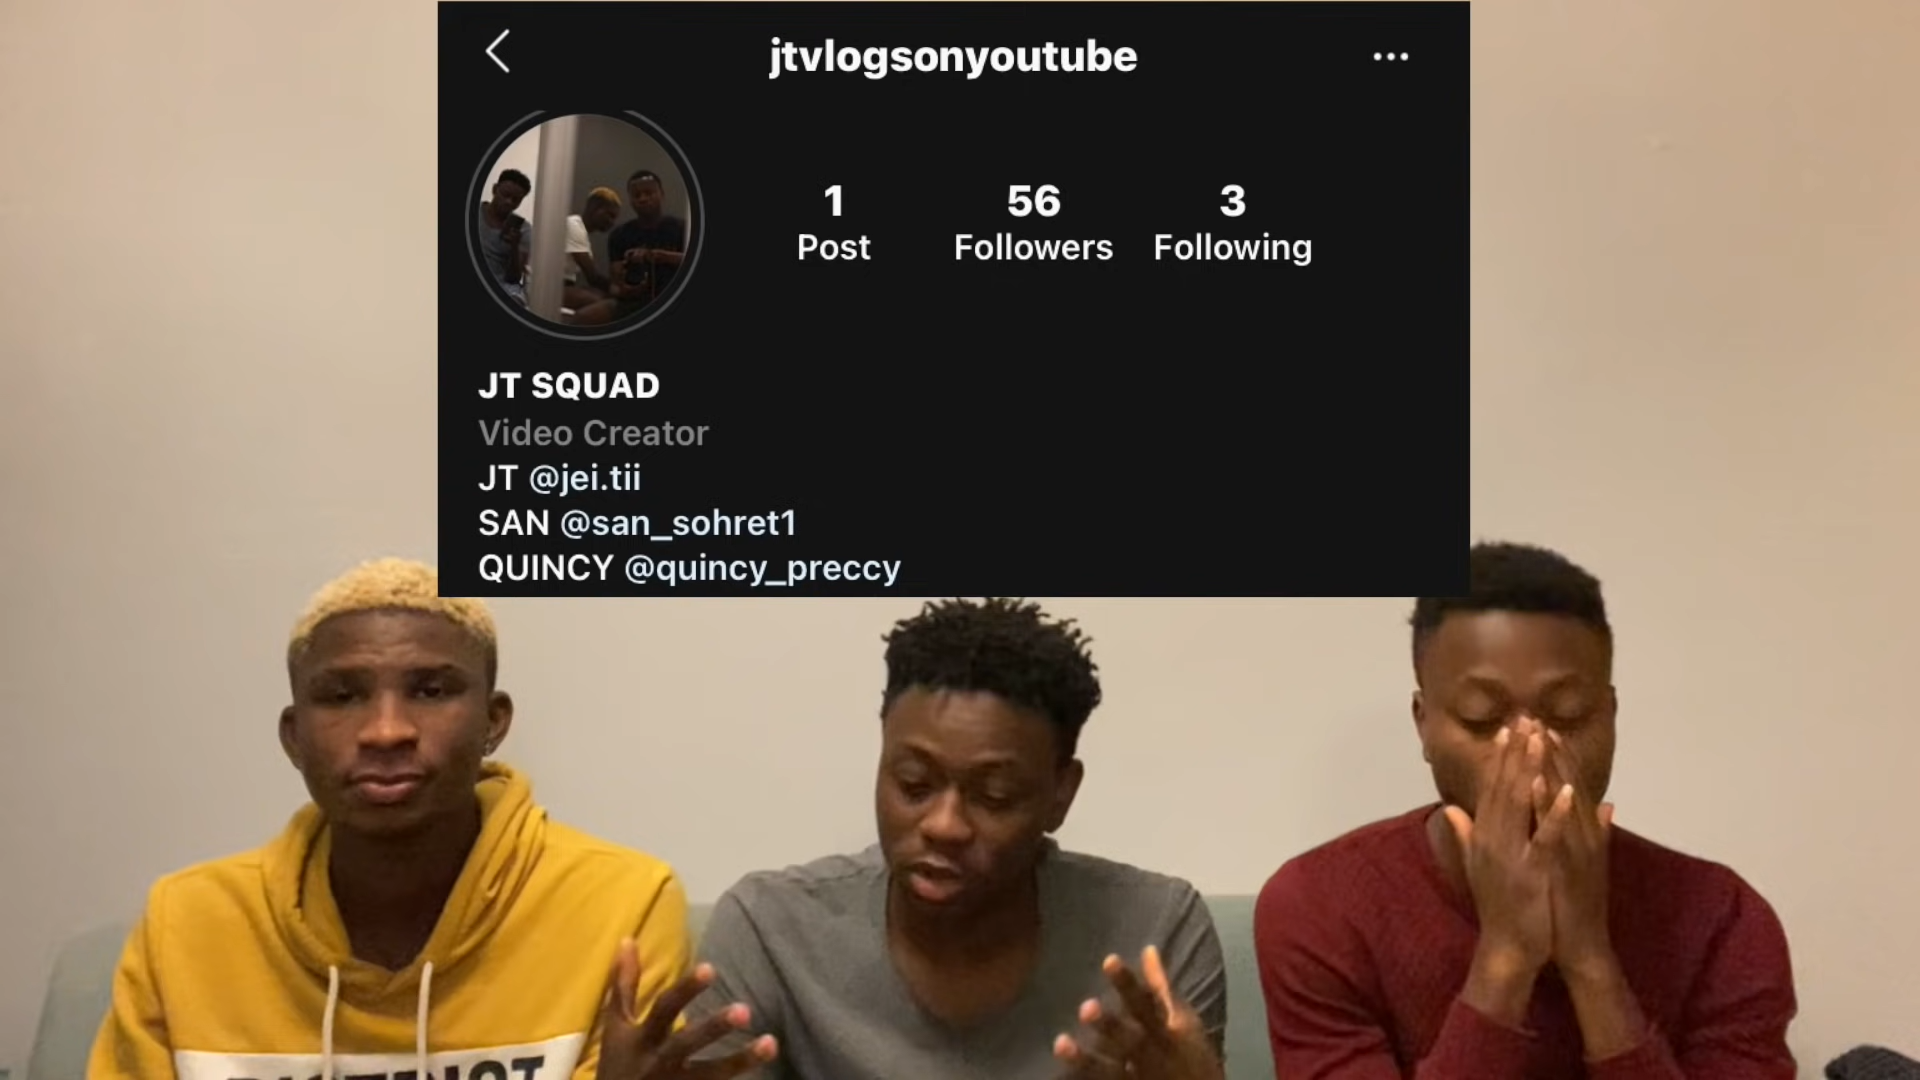 jtvlogsonyoutube
1 56 3
Post Followers Following
JT SQUAD
Video Creator
JT @jei.tii
SAN @san_sohret1
QUINCY @quincy_preccy